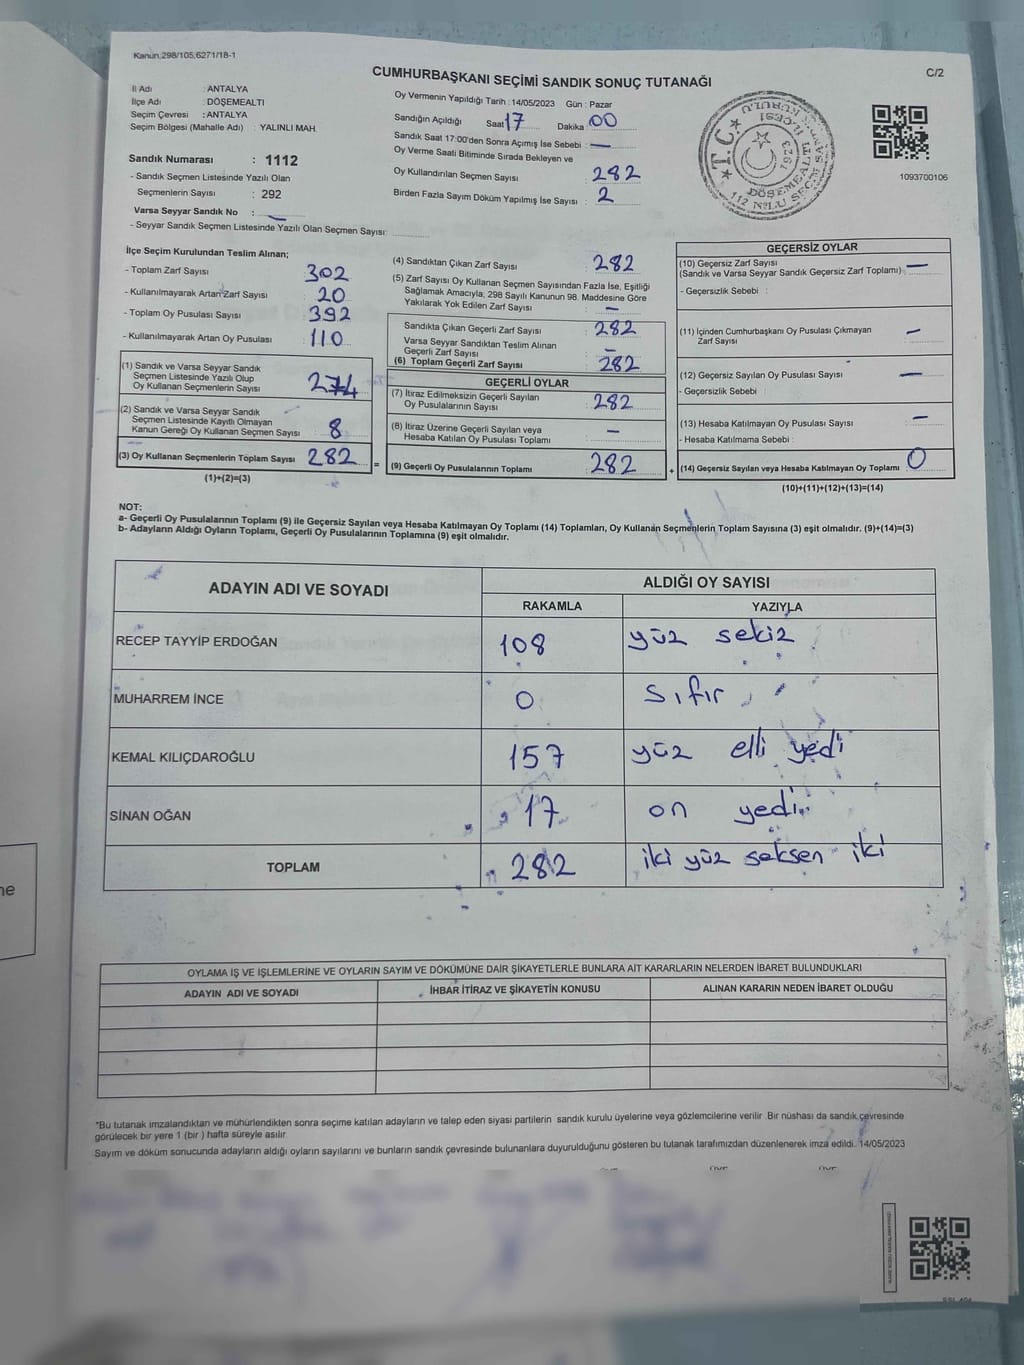 Kanun 298/105,6271/18-1
C/2
CUMHURBAŞKANI SEÇİMİ SANDIK SONUÇ TUTANAĞI
İl Adı : ANTALYA
İlçe Adı : DÖŞEMEALTI
Seçim Çevresi : ANTALYA
Seçim Bölgesi (Mahalle Adı) : YALINLI MAH.
Sandık Numarası : 1112
- Sandık Seçmen Listesinde Yazılı Olan
Seçmenlerin Sayısı : 292
Varsa Seyyar Sandık No : —
- Seyyar Sandık Seçmen Listesinde Yazılı Olan Seçmen Sayısı:
Oy Vermenin Yapıldığı Tarih : 14/05/2023 Gün : Pazar
Sandığın Açıldığı Saat 17 Dakika : 00
Sandık Saat 17:00'den Sonra Açımış İse Sebebi : —
Oy Verme Saati Bitiminde Sırada Bekleyen ve
Oy Kullandırılan Seçmen Sayısı : 282
Birden Fazla Sayım Döküm Yapılmış İse Sayısı : 2
T.C.
1923
DÖŞEMEALTI
1093700106
İlçe Seçim Kurulundan Teslim Alınan;
- Toplam Zarf Sayısı : 302
- Kullanılmayarak Artan Zarf Sayısı : 20
- Toplam Oy Pusulası Sayısı : 392
- Kullanılmayarak Artan Oy Pusulası : 110
(1) Sandık ve Varsa Seyyar Sandık
Seçmen Listesinde Yazılı Olup
Oy Kullanan Seçmenlerin Sayısı : 274
(2) Sandık ve Varsa Seyyar Sandık
Seçmen Listesinde Kayıtlı Olmayan
Kanun Gereği Oy Kullanan Seçmen Sayısı : 8
(3) Oy Kullanan Seçmenlerin Toplam Sayısı : 282
(1)+(2)=(3)
(4) Sandıktan Çıkan Zarf Sayısı : 282
(5) Zarf Sayısı Oy Kullanan Seçmen Sayısından Fazla İse, Eşitliği
Sağlamak Amacıyla, 298 Sayılı Kanunun 98. Maddesine Göre
Yakılarak Yok Edilen Zarf Sayısı : —
Sandıkta Çıkan Geçerli Zarf Sayısı : 282
Varsa Seyyar Sandıktan Teslim Alınan
Geçerli Zarf Sayısı : —
(6) Toplam Geçerli Zarf Sayısı : 282
GEÇERLİ OYLAR
(7) İtiraz Edilmeksizin Geçerli Sayılan
Oy Pusulalarının Sayısı : 282
(8) İtiraz Üzerine Geçerli Sayılan veya
Hesaba Katılan Oy Pusulası Toplamı : —
= (9) Geçerli Oy Pusulalarının Toplamı : 282
GEÇERSİZ OYLAR
(10) Geçersiz Zarf Sayısı : —
(Sandık ve Varsa Seyyar Sandık Geçersiz Zarf Toplamı)
- Geçersizlik Sebebi :
(11) İçinden Cumhurbaşkanı Oy Pusulası Çıkmayan
Zarf Sayısı : —
(12) Geçersiz Sayılan Oy Pusulası Sayısı : —
- Geçersizlik Sebebi :
(13) Hesaba Katılmayan Oy Pusulası Sayısı : —
- Hesaba Katılmama Sebebi :
+ (14) Geçersiz Sayılan veya Hesaba Katılmayan Oy Toplamı : 0
(10)+(11)+(12)+(13)=(14)
NOT:
a- Geçerli Oy Pusulalarının Toplamı (9) ile Geçersiz Sayılan veya Hesaba Katılmayan Oy Toplamı (14) Toplamları, Oy Kullanan Seçmenlerin Toplam Sayısına (3) eşit olmalıdır. (9)+(14)=(3)
b- Adayların Aldığı Oyların Toplamı, Geçerli Oy Pusulalarının Toplamına (9) eşit olmalıdır.
ADAYIN ADI VE SOYADI
ALDIĞI OY SAYISI
RAKAMLA YAZIYLA
RECEP TAYYİP ERDOĞAN 108 yüz sekiz
MUHARREM İNCE 0 sıfır
KEMAL KILIÇDAROĞLU 157 yüz elli yedi
SİNAN OĞAN 17 on yedi
TOPLAM 282 iki yüz seksen iki
OYLAMA İŞ VE İŞLEMLERİNE VE OYLARIN SAYIM VE DÖKÜMÜNE DAİR ŞİKAYETLERLE BUNLARA AİT KARARLARIN NELERDEN İBARET BULUNDUKLARI
ADAYIN ADI VE SOYADI İHBAR İTİRAZ VE ŞİKAYETİN KONUSU ALINAN KARARIN NEDEN İBARET OLDUĞU
*Bu tutanak imzalandıktan ve mühürlendikten sonra seçime katılan adayların ve talep eden siyasi partilerin sandık kurulu üyelerine veya gözlemcilerine verilir. Bir nüshası da sandık çevresinde
görülecek bir yere 1 (bir) hafta süreyle asılır
Sayım ve döküm sonucunda adayların aldığı oyların sayılarını ve bunların sandık çevresinde bulunanlara duyurulduğunu gösteren bu tutanak tarafımızdan düzenlenerek imza edildi. 14/05/2023